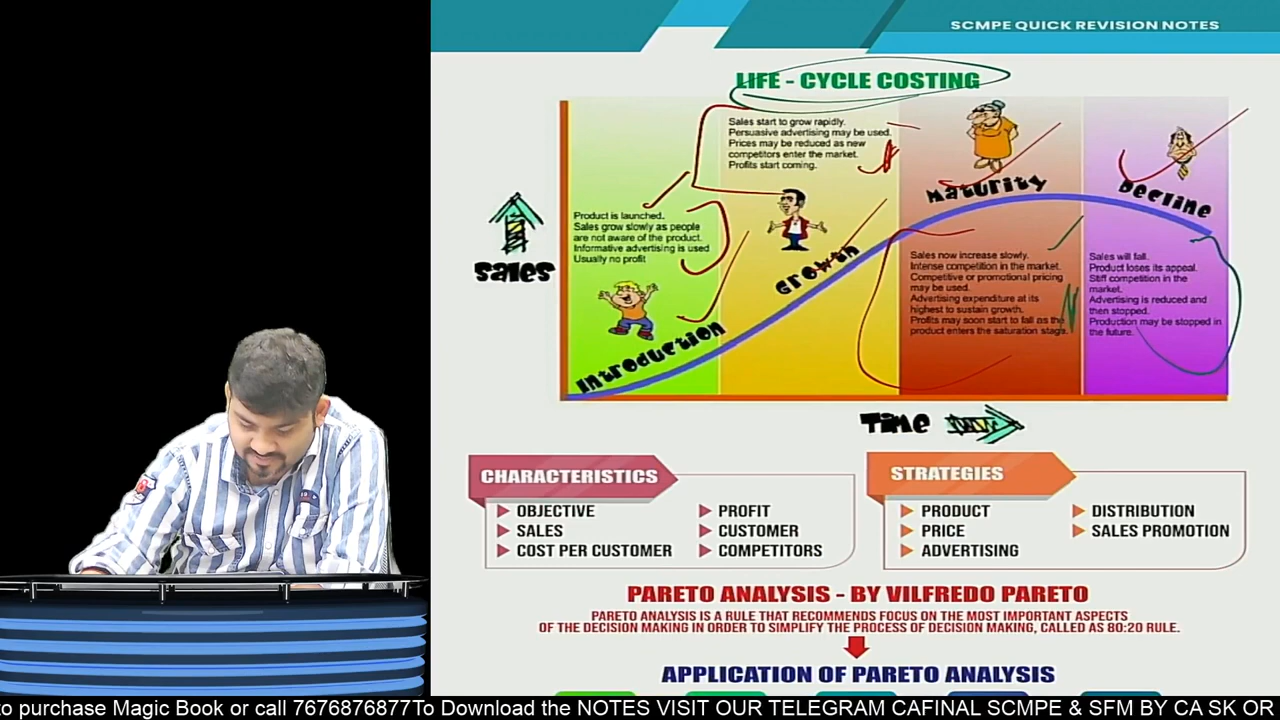 SCMPE QUICK REVISION NOTES
LIFE - CYCLE COSTING
Sales start to grow rapidly.
Persuasive advertising may be used.
Prices may be reduced as new
competitors enter the market.
Profits start coming.
Product is launched.
Sales grow slowly as people
are not aware of the product.
Informative advertising is used
Usually no profit
Maturity
Decline
Sales
Growth
Introduction
Sales now increase slowly.
Intense competition in the market.
Competitive or promotional pricing
may be used.
Advertising expenditure at its
highest to sustain growth.
Profits may soon start to fall as the
product enters the saturation stage.
Sales will fall.
Product loses its appeal.
Stiff competition in the
market.
Advertising is reduced and
then stopped.
Production may be stopped in
the future.
Time
CHARACTERISTICS
OBJECTIVE
SALES
COST PER CUSTOMER
PROFIT
CUSTOMER
COMPETITORS
STRATEGIES
PRODUCT
PRICE
ADVERTISING
DISTRIBUTION
SALES PROMOTION
PARETO ANALYSIS - BY VILFREDO PARETO
PARETO ANALYSIS IS A RULE THAT RECOMMENDS FOCUS ON THE MOST IMPORTANT ASPECTS
OF THE DECISION MAKING IN ORDER TO SIMPLIFY THE PROCESS OF DECISION MAKING, CALLED AS 80:20 RULE.
APPLICATION OF PARETO ANALYSIS
to purchase Magic Book or call 7676876877To Download the NOTES VISIT OUR TELEGRAM CAFINAL SCMPE & SFM BY CA SK OR